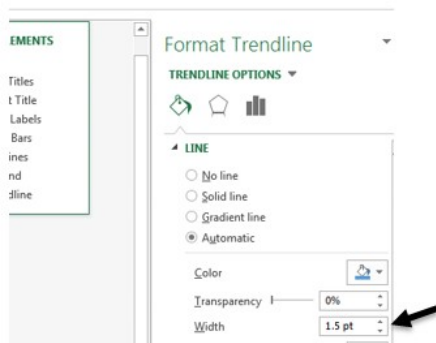 EMENTS
Titles
t Title
Labels
Bars
ines
nd
dline
Format Trendline
TRENDLINE OPTIONS
LINE
No line
Solid line
Gradient line
Automatic
Color
Transparency 0%
Width 1.5 pt